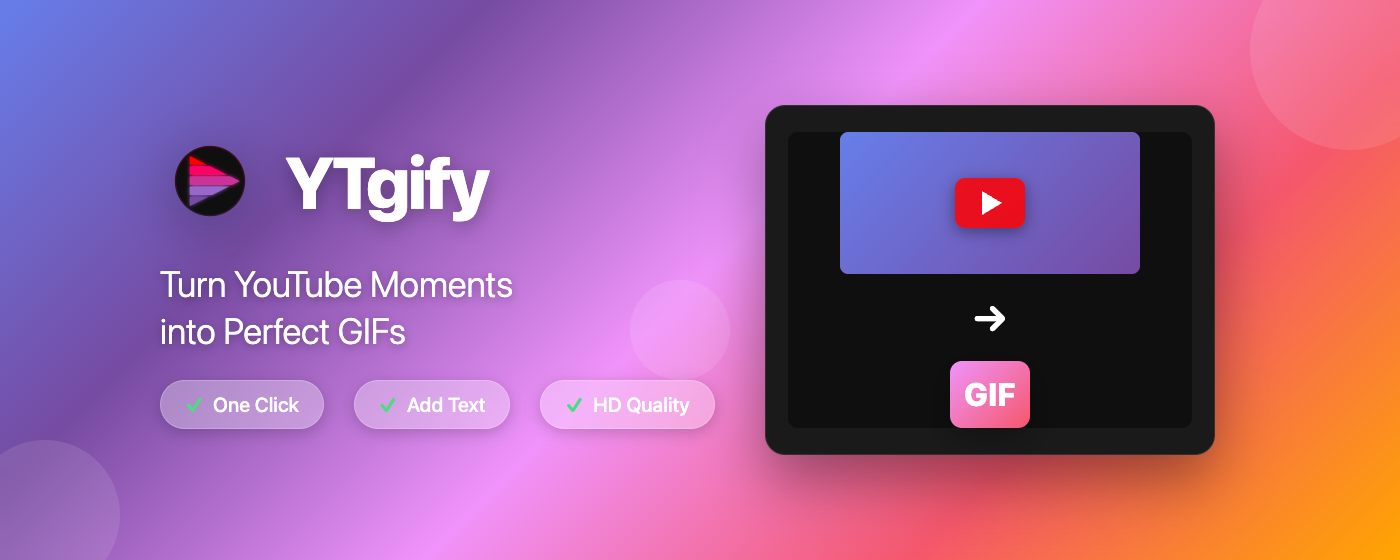 YTgify
Turn YouTube Moments
into Perfect GIFs
One Click
Add Text
HD Quality
GIF